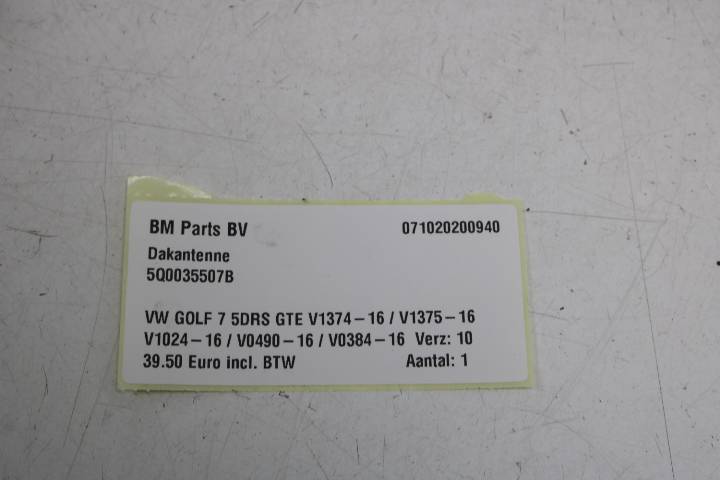 BM Parts BV 071020200940
Dakantenne
5Q0035507B
VW GOLF 7 5DRS GTE V1374-16 / V1375-16
V1024-16 / V0490-16 / V0384-16 Verz: 10
39.50 Euro incl. BTW Aantal: 1